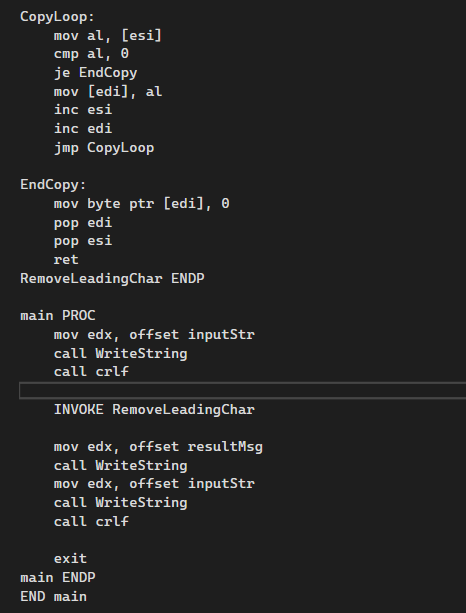 CopyLoop:
    mov al, [esi]
    cmp al, 0
    je EndCopy
    mov [edi], al
    inc esi
    inc edi
    jmp CopyLoop

EndCopy:
    mov byte ptr [edi], 0
    pop edi
    pop esi
    ret
RemoveLeadingChar ENDP

main PROC
    mov edx, offset inputStr
    call WriteString
    call crlf

    INVOKE RemoveLeadingChar

    mov edx, offset resultMsg
    call WriteString
    mov edx, offset inputStr
    call WriteString
    call crlf

    exit
main ENDP
END main